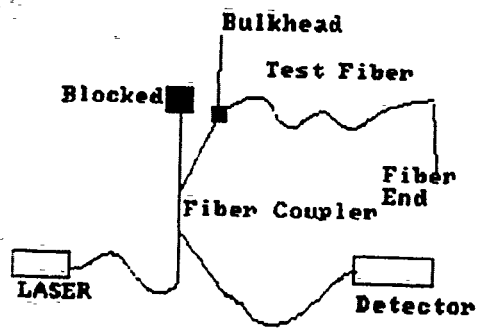 Bulkhead
Test Fiber
Blocked
Fiber
End
Fiber Coupler
LASER
Detector